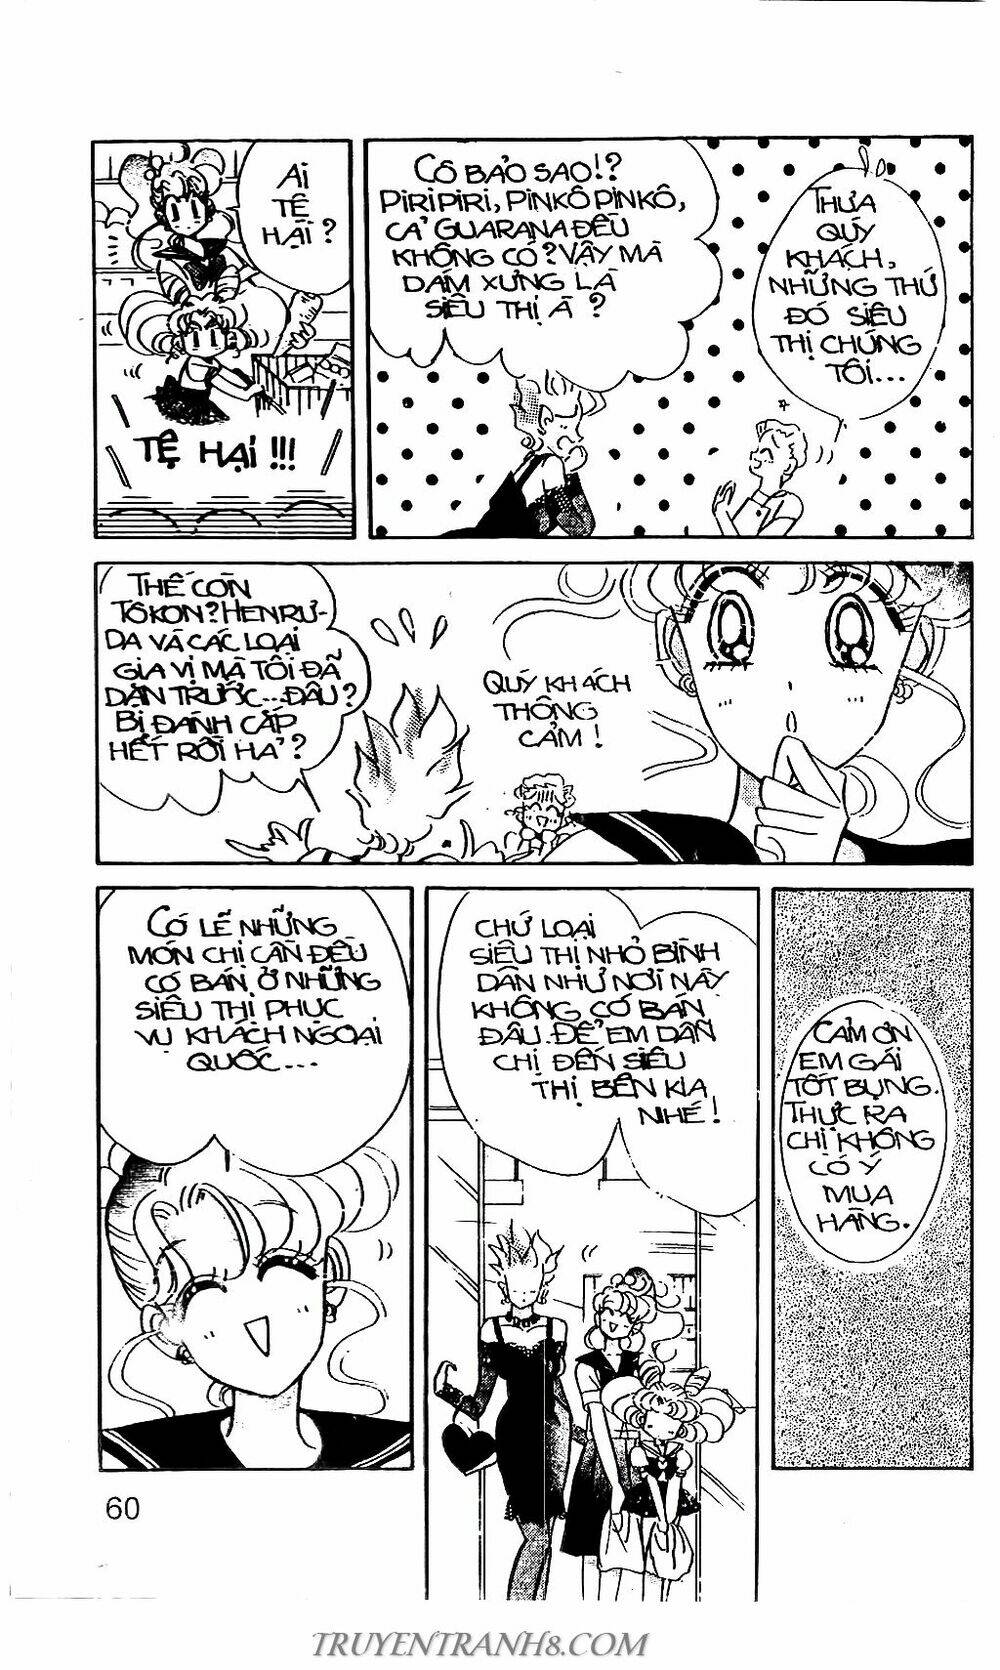 AI
TỆ
HẠI?
TỆ HẠI!!!
CÔ BẢO SAO!?
PIRIPIRI, PINKÔ PINKÔ,
CẢ GUARANA ĐỀU
KHÔNG CÓ? VẬY MÀ
DÁM XƯNG LÀ
SIÊU THỊ À?
THƯA
QUÝ
KHÁCH,
NHỮNG THỨ
ĐÓ SIÊU
THỊ CHÚNG
TÔI...
THẾ CÒN
TÔKON? HENRƯ-
DA VÀ CÁC LOẠI
GIA VỊ MÀ TÔI ĐÃ
DẶN TRƯỚC...ĐÂU?
BỊ ĐÁNH CẮP
HẾT RỒI HẢ?
QUÝ KHÁCH
THÔNG
CẢM!
CÓ LẼ NHỮNG
MÓN CHỊ CẦN ĐỀU
CÓ BÁN Ở NHỮNG
SIÊU THỊ PHỤC
VỤ KHÁCH NGOẠI
QUỐC...
CHỨ LOẠI
SIÊU THỊ NHỎ BÌNH
DÂN NHƯ NƠI NÀY
KHÔNG CÓ BÁN
ĐÂU. ĐỂ EM DẪN
CHỊ ĐẾN SIÊU
THỊ BÊN KIA
NHÉ!
CẢM ƠN
EM GÁI
TỐT BỤNG.
THỰC RA
CHỊ KHÔNG
CÓ Ý
MUA
HÀNG.
60
TRUYENTRANH8.COM